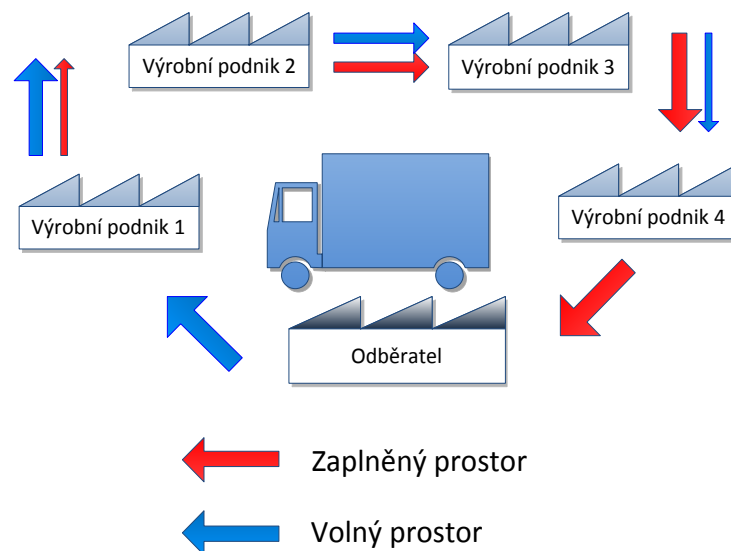 Výrobní podnik 2
Výrobní podnik 3
Výrobní podnik 1
Výrobní podnik 4
Odběratel
Zaplněný prostor
Volný prostor